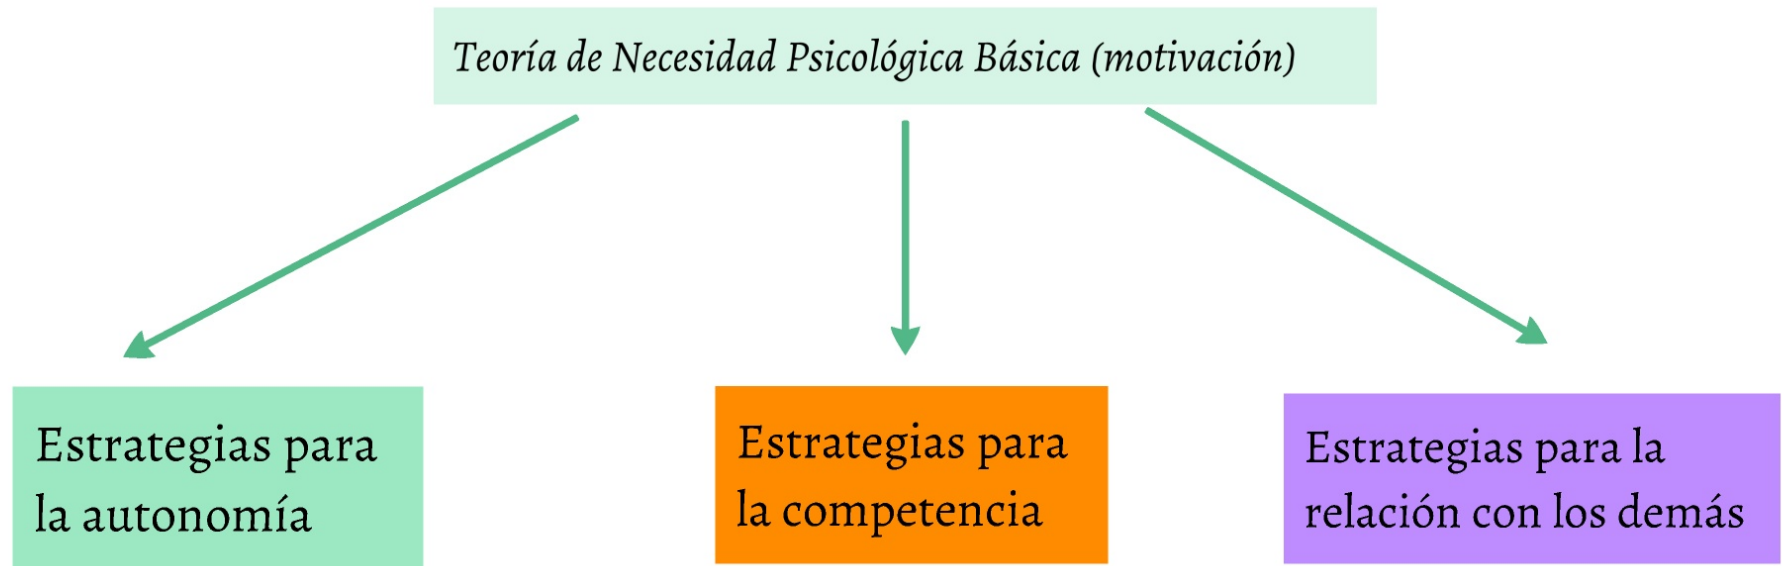 Teoría de Necesidad Psicológica Básica (motivación)
Estrategias para
la autonomía
Estrategias para
la competencia
Estrategias para la
relación con los demás